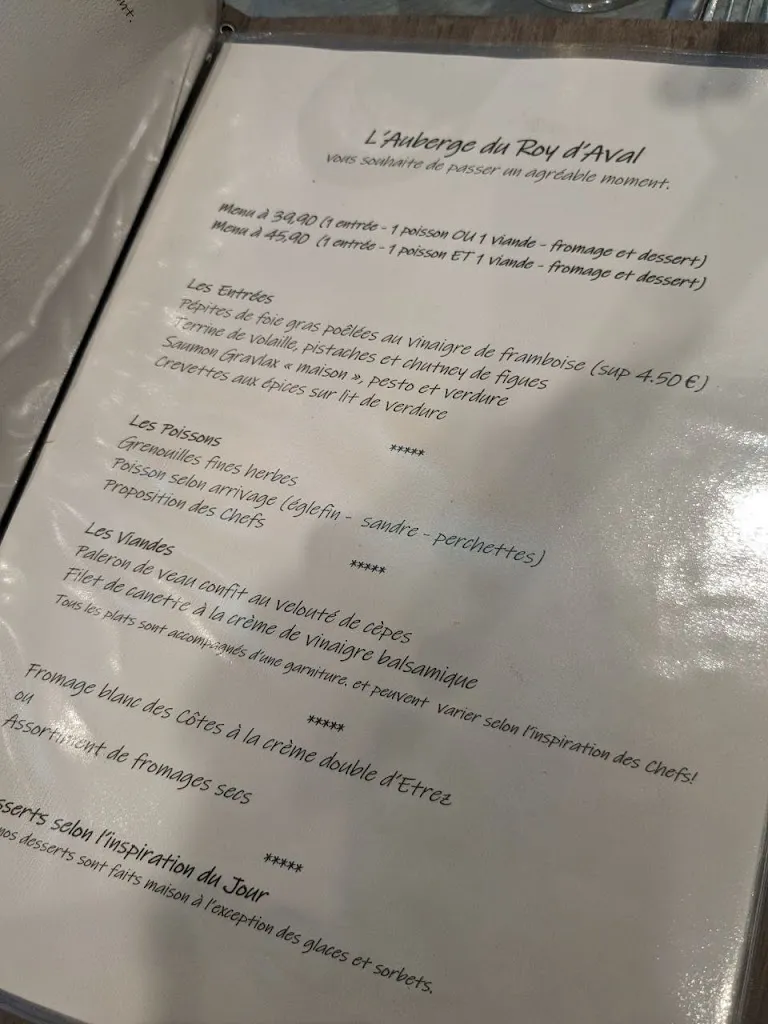 L'Auberge du Roy d'Aval
vous souhaite de passer un agréable moment.
Menu à 39,90 (1 entrée - 1 poisson OU 1 viande - fromage et dessert)
Menu à 45,90 (1 entrée - 1 poisson ET 1 viande - fromage et dessert)
Les Entrées
Pépites de foie gras poêlées au vinaigre de framboise (sup 4.50 €)
Terrine de volaille, pistaches et chutney de figues
Saumon Gravlax « maison », pesto et verdure
Crevettes aux épices sur lit de verdure
*****
Les Poissons
Grenouilles fines herbes
Poisson selon arrivage (églefin - sandre - perchettes)
Proposition des Chefs
*****
Les Viandes
Paleron de veau confit au velouté de cèpes
Filet de canette à la crème de vinaigre balsamique
Tous les plats sont accompagnés d'une garniture. et peuvent varier selon l'inspiration des Chefs!
*****
Fromage blanc des Côtes à la crème double d'Etrez
ou
Assortiment de fromages secs
*****
sserts selon l'inspiration du Jour
nos desserts sont faits maison à l'exception des glaces et sorbets.